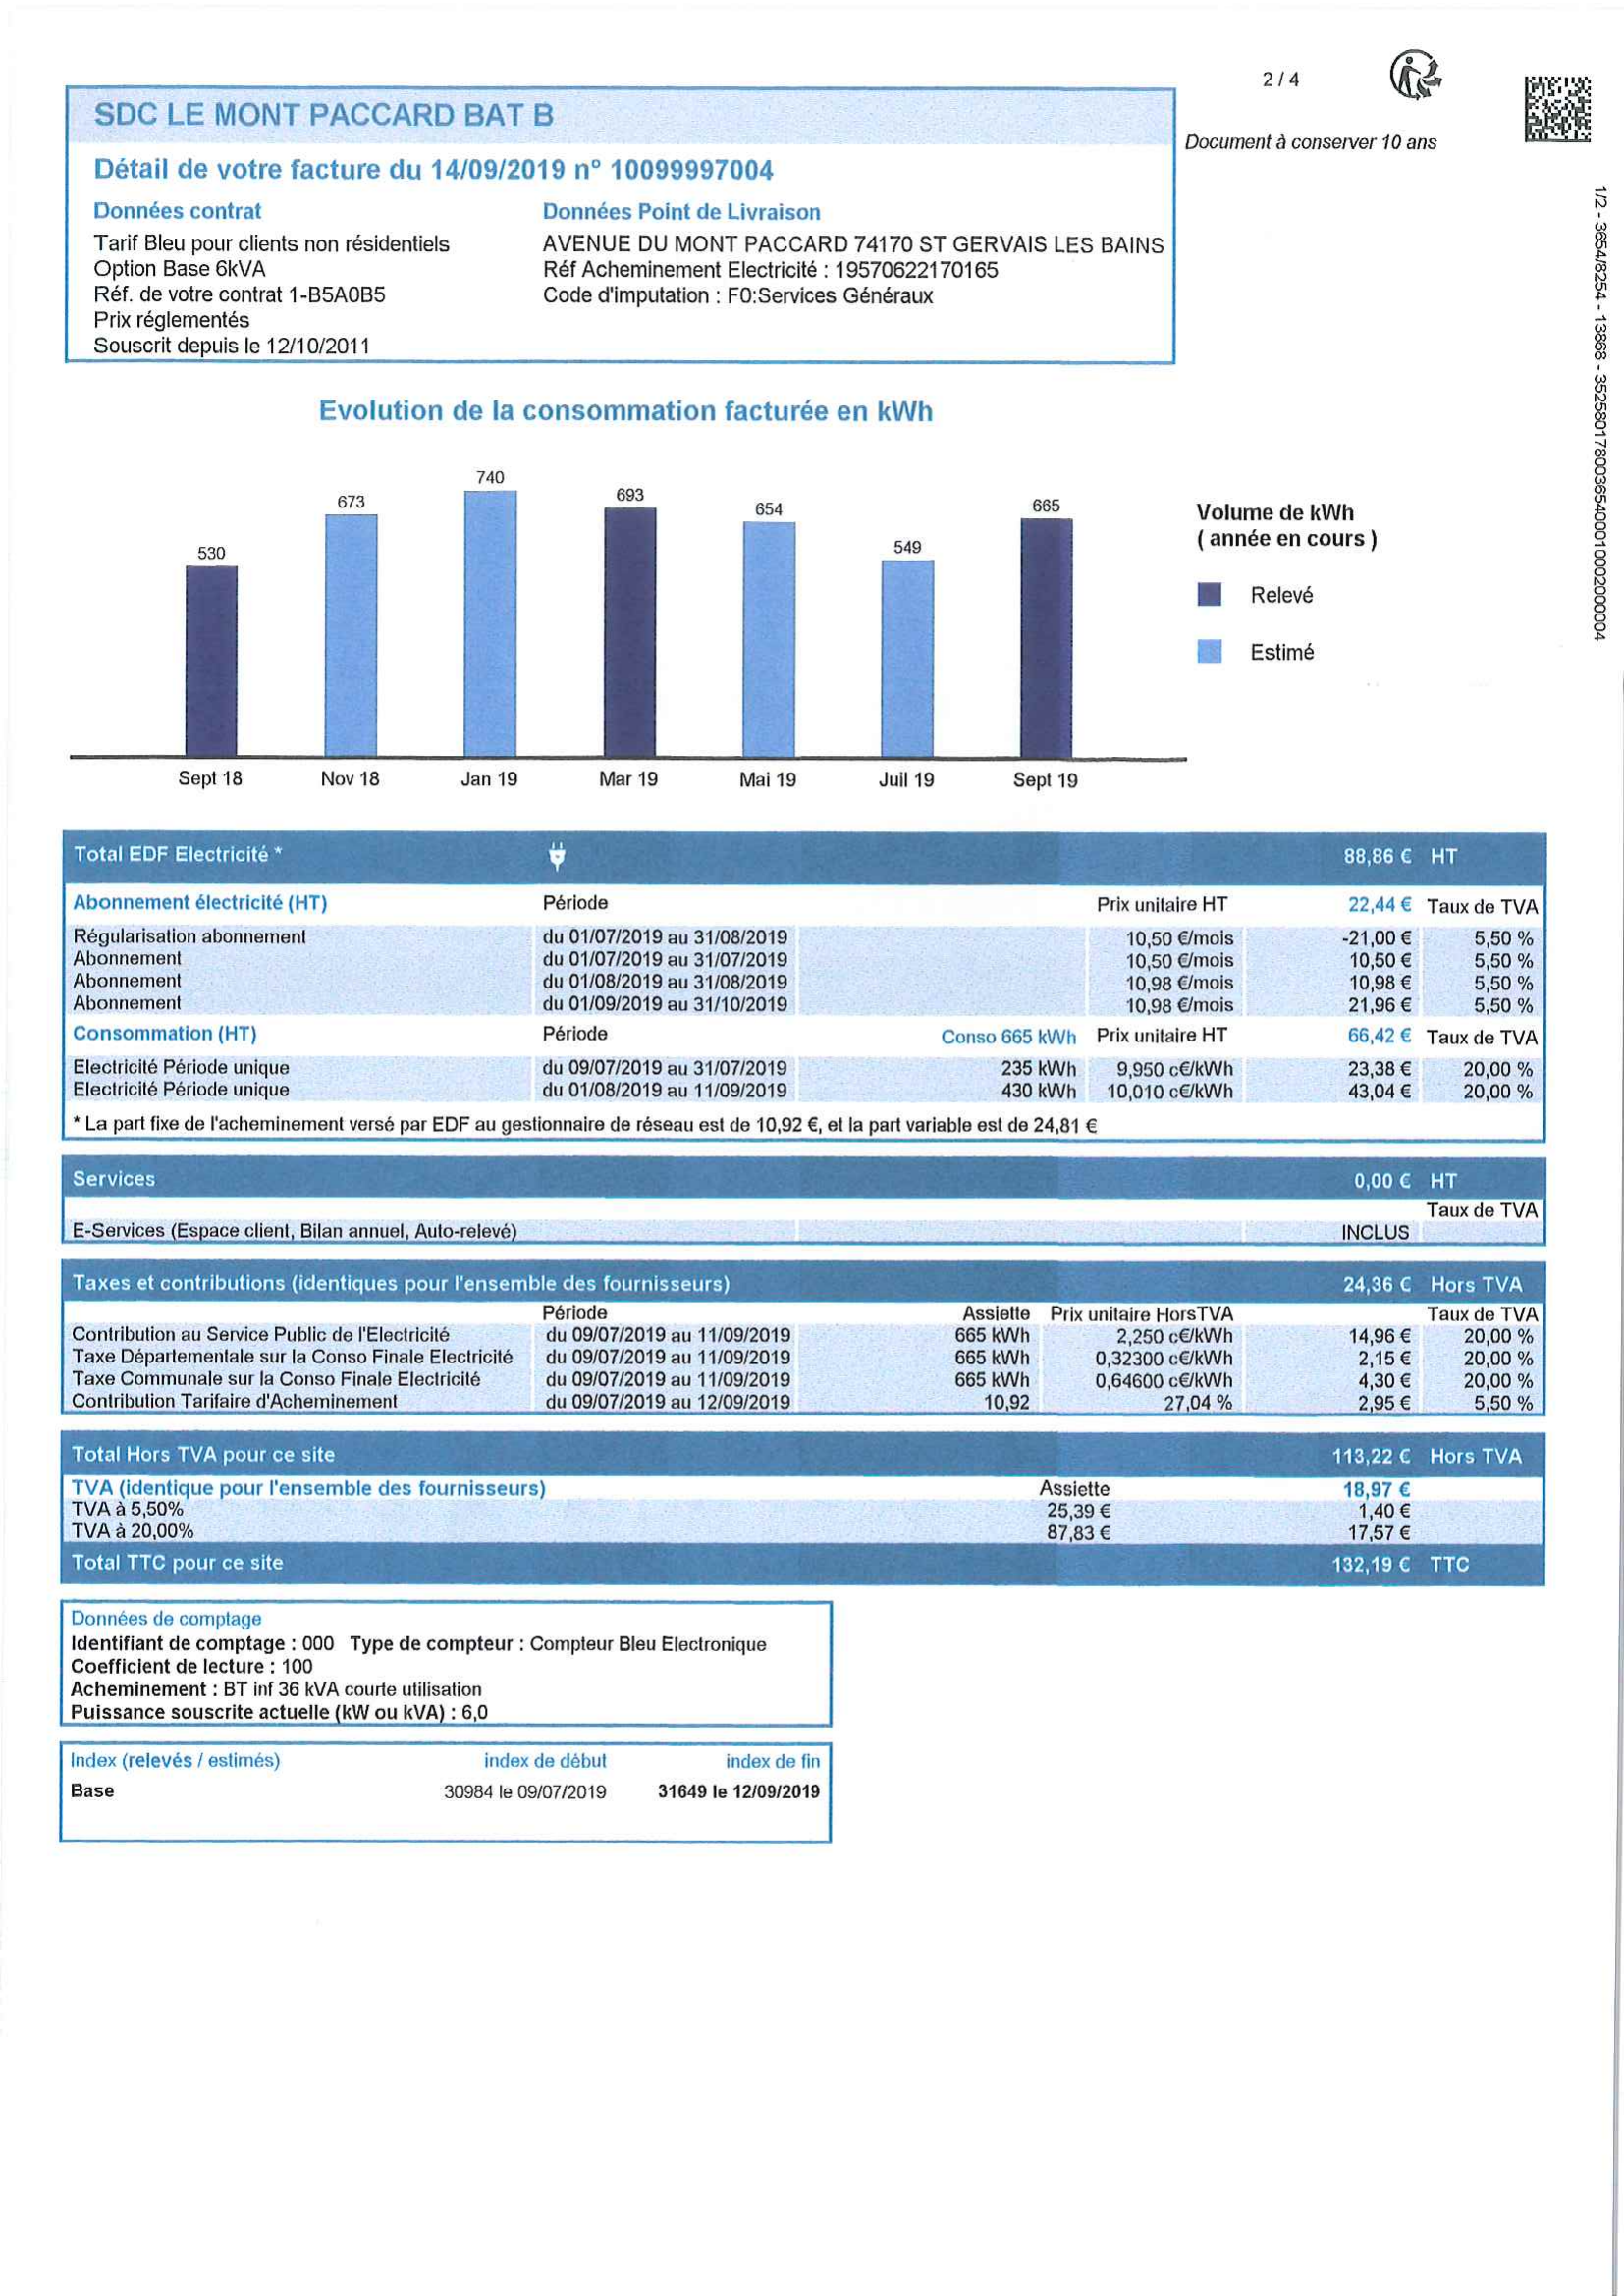 2 / 4
SDC LE MONT PACCARD BAT B
Document à conserver 10 ans
Détail de votre facture du 14/09/2019 n° 10099997004
Données contrat Données Point de Livraison
Tarif Bleu pour clients non résidentiels AVENUE DU MONT PACCARD 74170 ST GERVAIS LES BAINS
Option Base 6kVA Réf Acheminement Electricité : 19570622170165
Réf. de votre contrat 1-B5A0B5 Code d'imputation : F0:Services Généraux
Prix réglementés
Souscrit depuis le 12/10/2011
1/2 - 3654/8254 - 13868 - 352580178003654000100020000004
Evolution de la consommation facturée en kWh
530 673 740 693 654 549 665
Volume de kWh
( année en cours )
Relevé
Estimé
Sept 18 Nov 18 Jan 19 Mar 19 Mai 19 Juil 19 Sept 19
Total EDF Electricité * 88,86 € HT
Abonnement électricité (HT) Période Prix unitaire HT 22,44 € Taux de TVA
Régularisation abonnement du 01/07/2019 au 31/08/2019 10,50 €/mois -21,00 € 5,50 %
Abonnement du 01/07/2019 au 31/07/2019 10,50 €/mois 10,50 € 5,50 %
Abonnement du 01/08/2019 au 31/08/2019 10,98 €/mois 10,98 € 5,50 %
Abonnement du 01/09/2019 au 31/10/2019 10,98 €/mois 21,96 € 5,50 %
Consommation (HT) Période Conso 665 kWh Prix unitaire HT 66,42 € Taux de TVA
Electricité Période unique du 09/07/2019 au 31/07/2019 235 kWh 9,950 c€/kWh 23,38 € 20,00 %
Electricité Période unique du 01/08/2019 au 11/09/2019 430 kWh 10,010 c€/kWh 43,04 € 20,00 %
* La part fixe de l'acheminement versé par EDF au gestionnaire de réseau est de 10,92 €, et la part variable est de 24,81 €
Services 0,00 € HT
Taux de TVA
E-Services (Espace client, Bilan annuel, Auto-relevé) INCLUS
Taxes et contributions (identiques pour l'ensemble des fournisseurs) 24,36 € Hors TVA
Période Assiette Prix unitaire HorsTVA Taux de TVA
Contribution au Service Public de l'Electricité du 09/07/2019 au 11/09/2019 665 kWh 2,250 c€/kWh 14,96 € 20,00 %
Taxe Départementale sur la Conso Finale Electricité du 09/07/2019 au 11/09/2019 665 kWh 0,32300 c€/kWh 2,15 € 20,00 %
Taxe Communale sur la Conso Finale Electricité du 09/07/2019 au 11/09/2019 665 kWh 0,64600 c€/kWh 4,30 € 20,00 %
Contribution Tarifaire d'Acheminement du 09/07/2019 au 12/09/2019 10,92 27,04 % 2,95 € 5,50 %
Total Hors TVA pour ce site 113,22 € Hors TVA
TVA (identique pour l'ensemble des fournisseurs) Assiette 18,97 €
TVA à 5,50% 25,39 € 1,40 €
TVA à 20,00% 87,83 € 17,57 €
Total TTC pour ce site 132,19 € TTC
Données de comptage
Identifiant de comptage : 000 Type de compteur : Compteur Bleu Electronique
Coefficient de lecture : 100
Acheminement : BT inf 36 kVA courte utilisation
Puissance souscrite actuelle (kW ou kVA) : 6,0
Index (relevés / estimés) index de début index de fin
Base 30984 le 09/07/2019 31649 le 12/09/2019